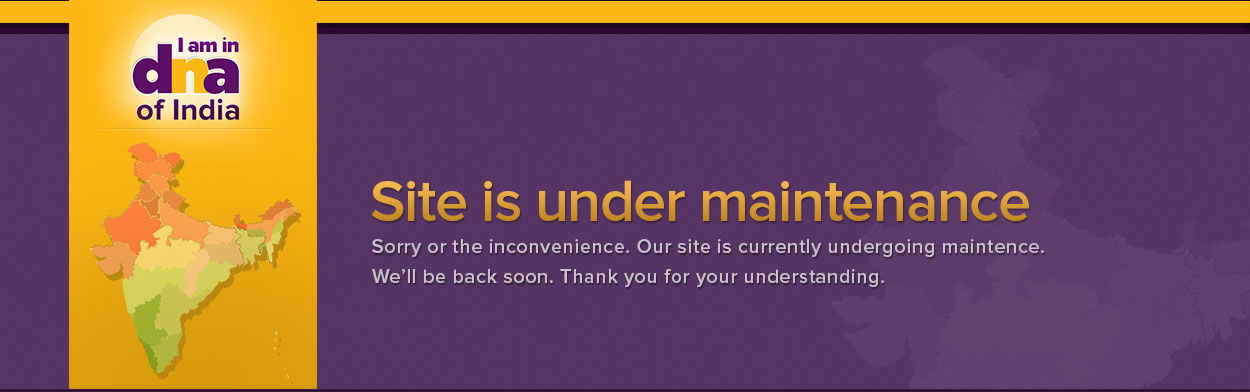 I am in
dna
of India
Site is under maintenance
Sorry or the inconvenience. Our site is currently undergoing maintence.
We'll be back soon. Thank you for your understanding.